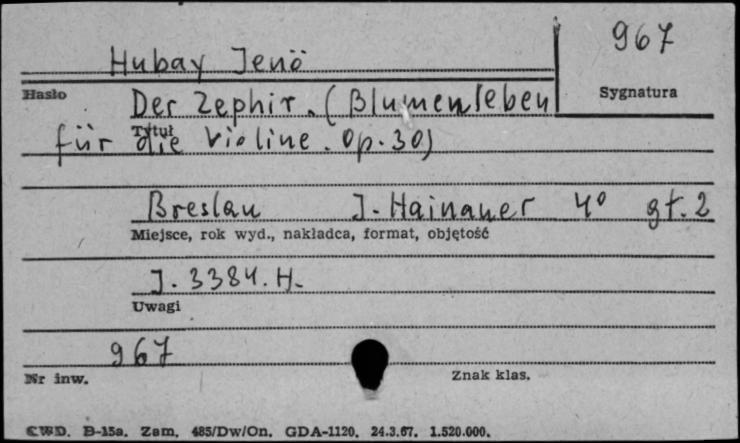 967
Hubay Jenö
Hasło
Sygnatura
Der Zephir. (Blumenleben
Tytuł
für die Violine. Op. 30)
Breslau J. Hainauer 4° gł. 2
Miejsce, rok wyd., nakładca, format, objętość
J. 3384. H.
Uwagi
967
Nr inw.
Znak klas.
CWD. B-15a. Zam. 485/Dw/On. GDA-1120. 24.3.67. 1.520.000.